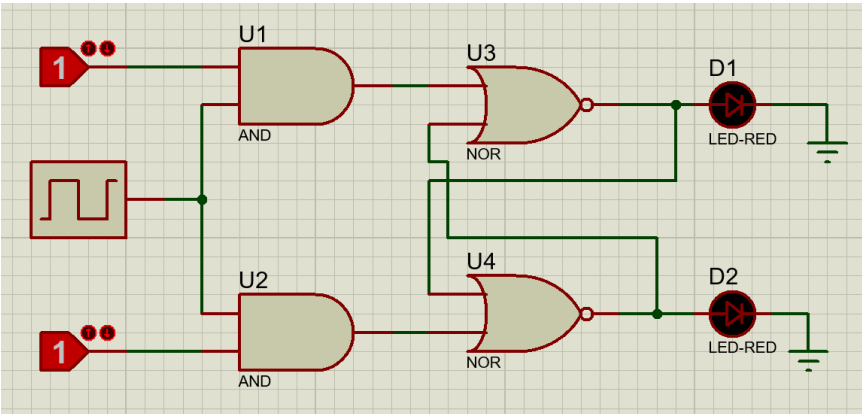 U1
1
AND
U3
NOR
D1
LED-RED
U2
1
AND
U4
NOR
D2
LED-RED